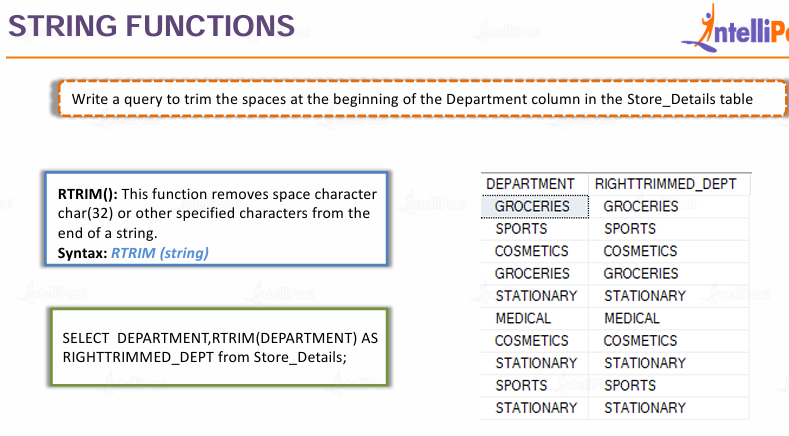 STRING FUNCTIONS
ntelliPa
Write a query to trim the spaces at the beginning of the Department column in the Store_Details table
RTRIM(): This function removes space character
char(32) or other specified characters from the
end of a string.
Syntax: RTRIM (string)
SELECT DEPARTMENT,RTRIM(DEPARTMENT) AS
RIGHTTRIMMED_DEPT from Store_Details;
DEPARTMENT RIGHTTRIMMED_DEPT
GROCERIES GROCERIES
SPORTS SPORTS
COSMETICS COSMETICS
GROCERIES GROCERIES
STATIONARY STATIONARY
MEDICAL MEDICAL
COSMETICS COSMETICS
STATIONARY STATIONARY
SPORTS SPORTS
STATIONARY STATIONARY